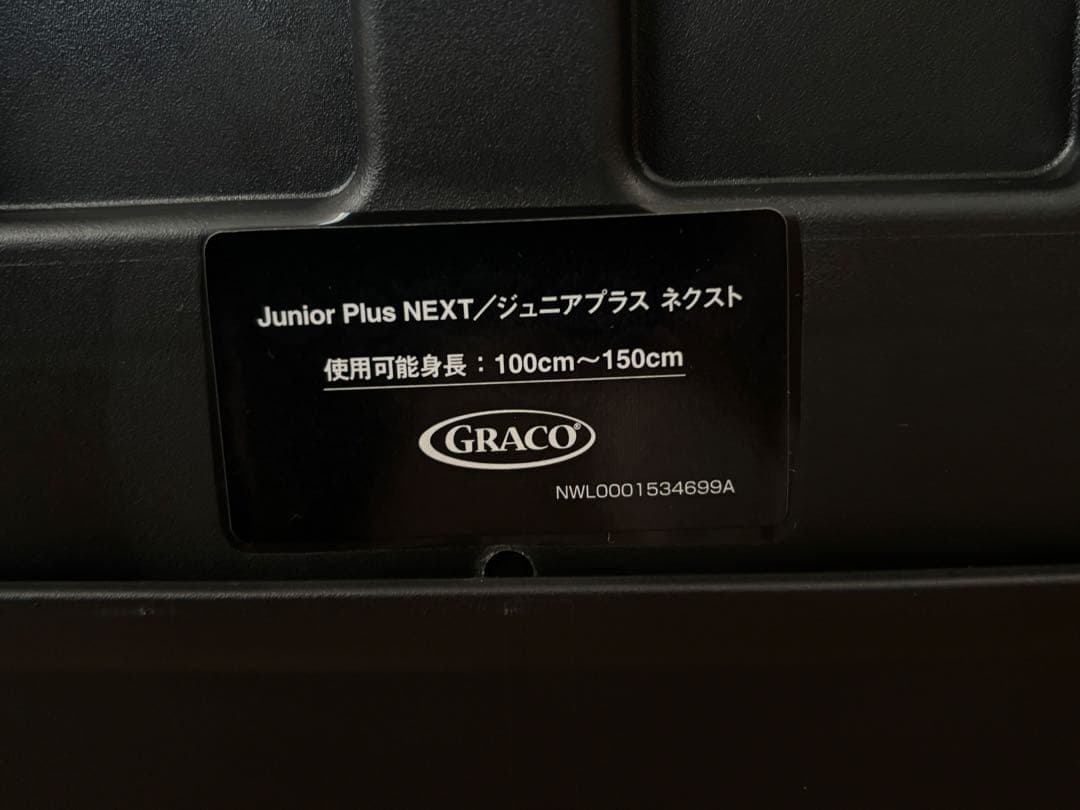 Junior Plus NEXT／ジュニアプラス ネクスト
使用可能身長：100cm〜150cm
GRACO®
NWL0001534699A